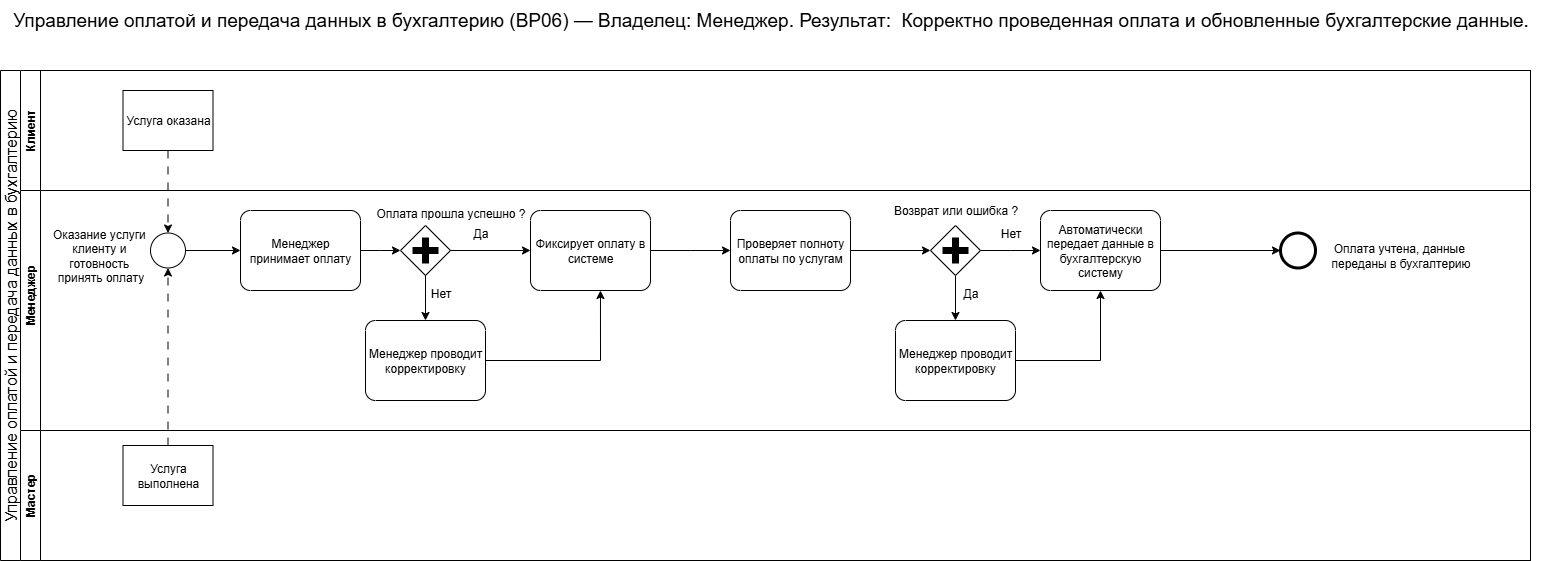 Управление оплатой и передача данных в бухгалтерию (BP06) — Владелец: Менеджер. Результат:  Корректно проведенная оплата и обновленные бухгалтерские данные.
Управление оплатой и передача данных в бухгалтерию
Клиент
Услуга оказана
Менеджер
Оказание услуги
клиенту и
готовность
принять оплату
Менеджер
принимает оплату
Оплата прошла успешно ?
Да
Нет
Менеджер проводит
корректировку
Фиксирует оплату в
системе
Проверяет полноту
оплаты по услугам
Возврат или ошибка ?
Нет
Да
Менеджер проводит
корректировку
Автоматически
передает данные в
бухгалтерскую
систему
Оплата учтена, данные
переданы в бухгалтерию
Мастер
Услуга
выполнена